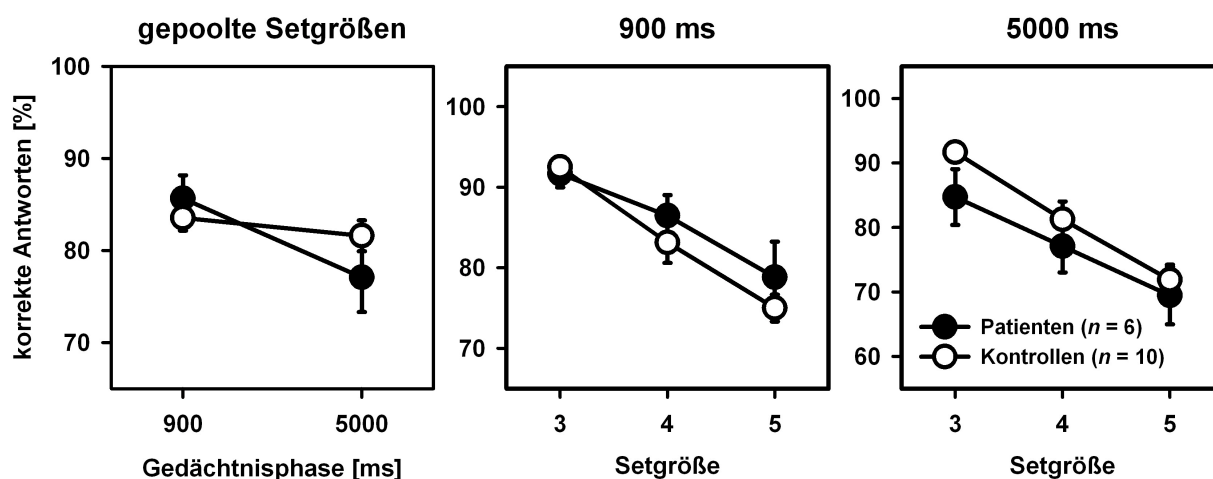 gepoolte Setgrößen
korrekte Antworten [%]
100
90
80
70
900
5000
Gedächtnisphase [ms]
900 ms
100
90
80
70
3
4
5
Setgröße
5000 ms
100
90
80
70
60
Patienten (n = 6)
Kontrollen (n = 10)
3
4
5
Setgröße